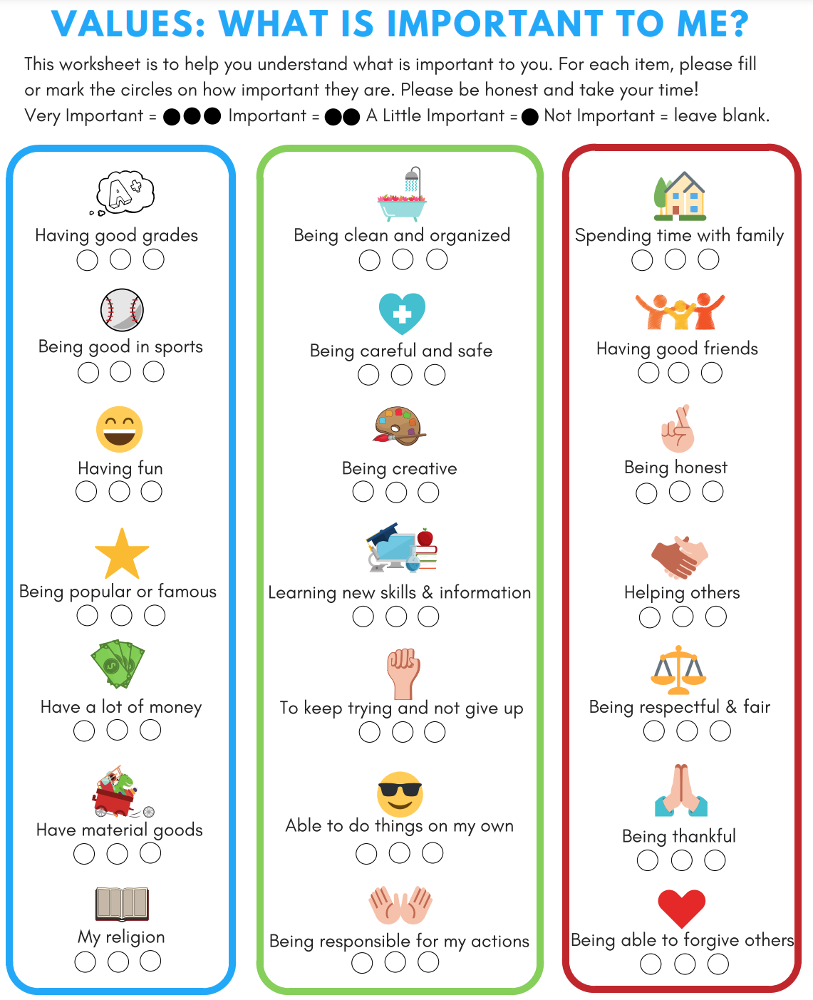 VALUES: WHAT IS IMPORTANT TO ME?
This worksheet is to help you understand what is important to you. For each item, please fill
or mark the circles on how important they are. Please be honest and take your time!
Very Important = ●●● Important = ●● A Little Important = ● Not Important = leave blank.
A+
Having good grades
Being good in sports
Having fun
Being popular or famous
$
Have a lot of money
Have material goods
My religion
Being clean and organized
Being careful and safe
Being creative
Learning new skills & information
To keep trying and not give up
Able to do things on my own
Being responsible for my actions
Spending time with family
Having good friends
Being honest
Helping others
Being respectful & fair
Being thankful
Being able to forgive others